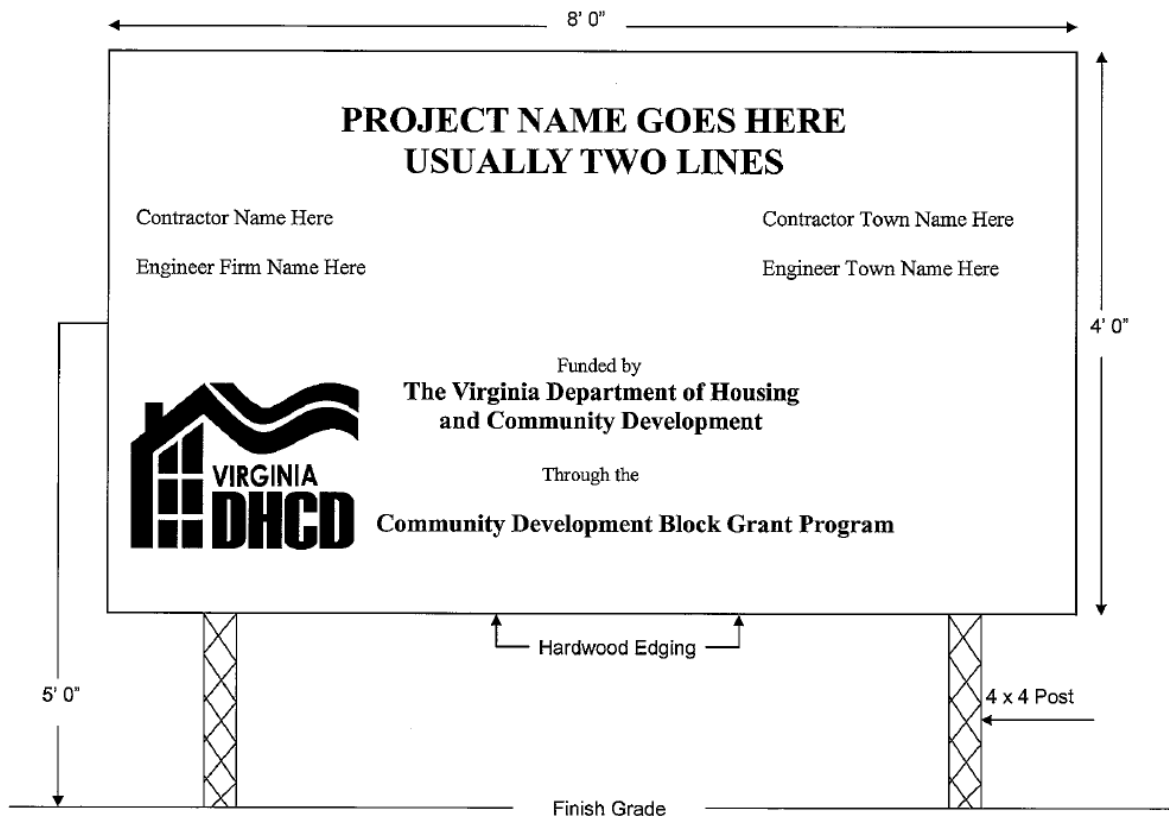 8' 0"
PROJECT NAME GOES HERE
USUALLY TWO LINES
Contractor Name Here
Contractor Town Name Here
Engineer Firm Name Here
Engineer Town Name Here
4' 0"
Funded by
The Virginia Department of Housing
and Community Development
VIRGINIA
DHCD
Through the
Community Development Block Grant Program
Hardwood Edging
5' 0"
4 x 4 Post
Finish Grade